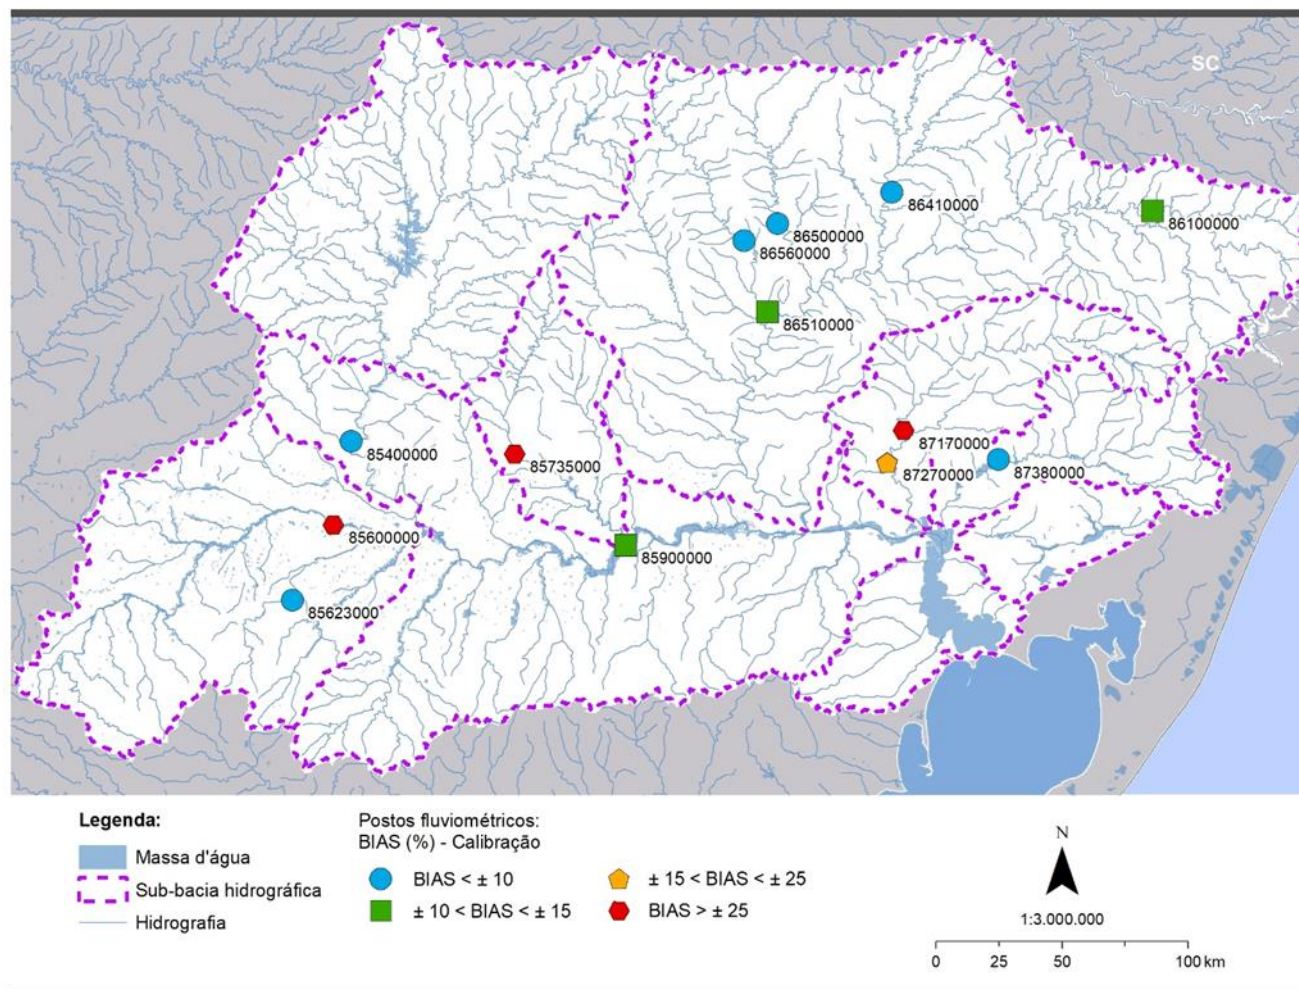 SC
86410000
86100000
86500000
86560000
86510000
85400000
85735000
87170000
87270000
87380000
85600000
85900000
85623000
Legenda:
Massa d'água
Sub-bacia hidrográfica
Hidrografia
Postos fluviométricos:
BIAS (%) - Calibração
BIAS < ± 10
± 10 < BIAS < ± 15
± 15 < BIAS < ± 25
BIAS > ± 25
N
1:3.000.000
0 25 50 100 km